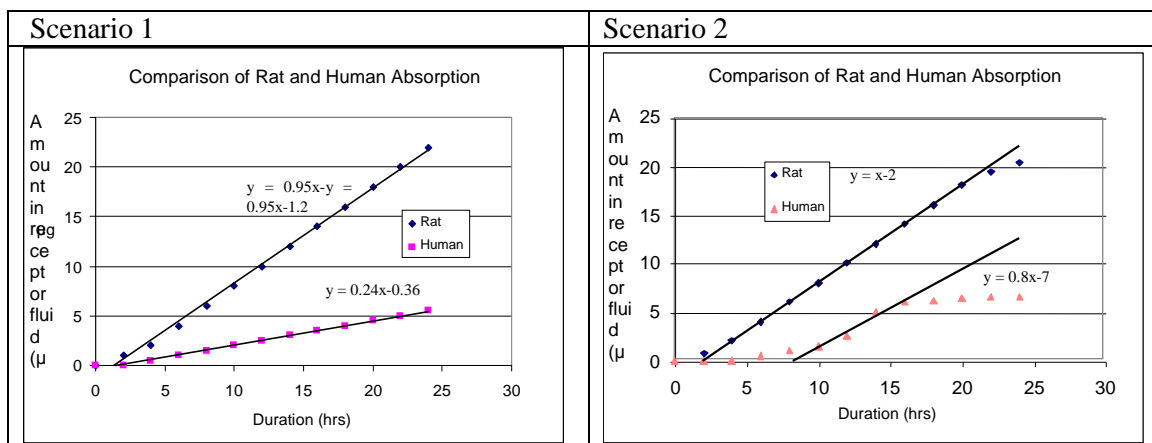 Scenario 1
Comparison of Rat and Human Absorption
A
m
ou
nt
in
µg
re
ce
pt
or
flui
d
(µ
25
20
15
10
5
0
y = 0.95x-y =
0.95x-1.2
Rat
Human
y = 0.24x-0.36
0 5 10 15 20 25 30
Duration (hrs)
Scenario 2
Comparison of Rat and Human Absorption
A
m
ou
nt
in
re
ce
pt
or
flui
d
(µ
25
20
15
10
5
0
Rat
Human
y = x-2
y = 0.8x-7
0 5 10 15 20 25 30
Duration (hrs)